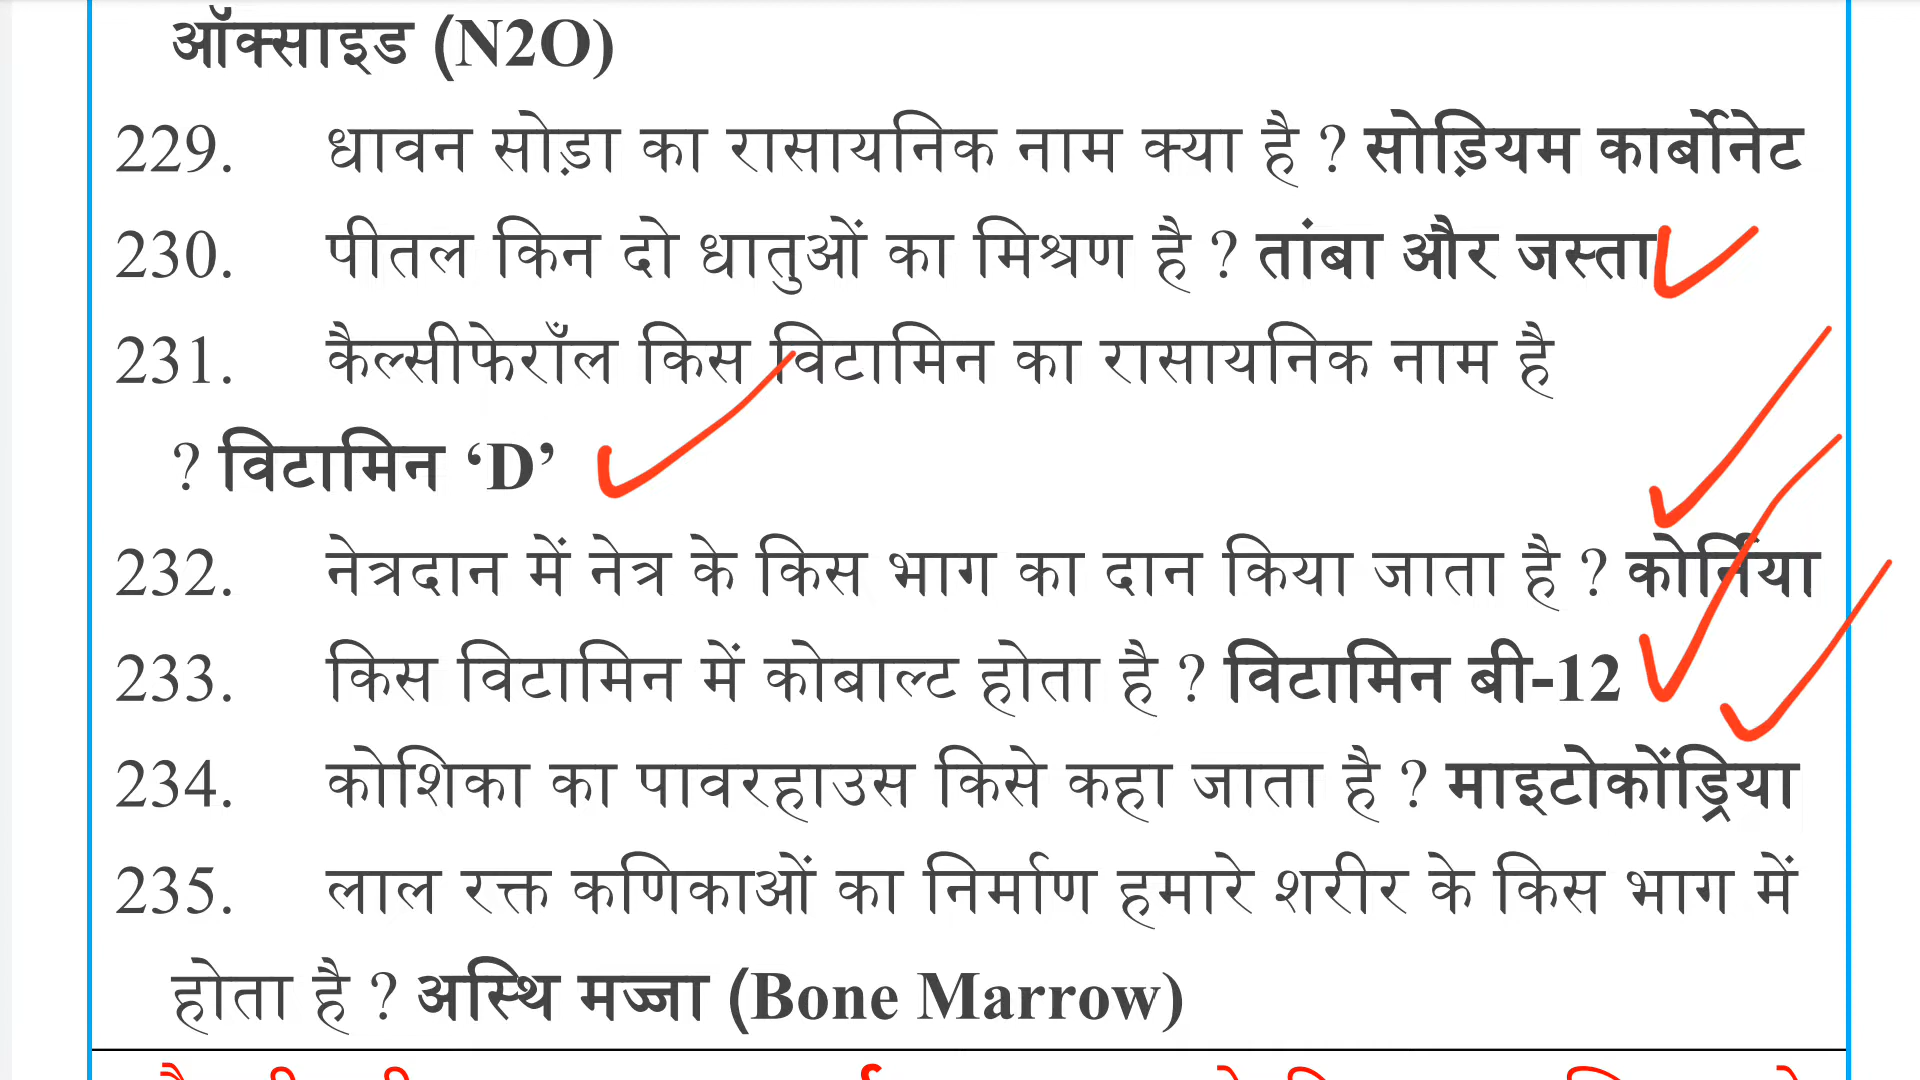 ऑक्साइड (N2O)
229. धावन सोड़ा का रासायनिक नाम क्या है ? सोड़ियम कार्बोनेट
230. पीतल किन दो धातुओं का मिश्रण है ? तांबा और जस्ता
231. कैल्सीफेरॉंल किस विटामिन का रासायनिक नाम है
? विटामिन ‘D’
232. नेत्रदान में नेत्र के किस भाग का दान किया जाता है ? कोर्निया
233. किस विटामिन में कोबाल्ट होता है ? विटामिन बी-12
234. कोशिका का पावरहाउस किसे कहा जाता है ? माइटोकोंड्रिया
235. लाल रक्त कणिकाओं का निर्माण हमारे शरीर के किस भाग में
होता है ? अस्थि मज्जा (Bone Marrow)